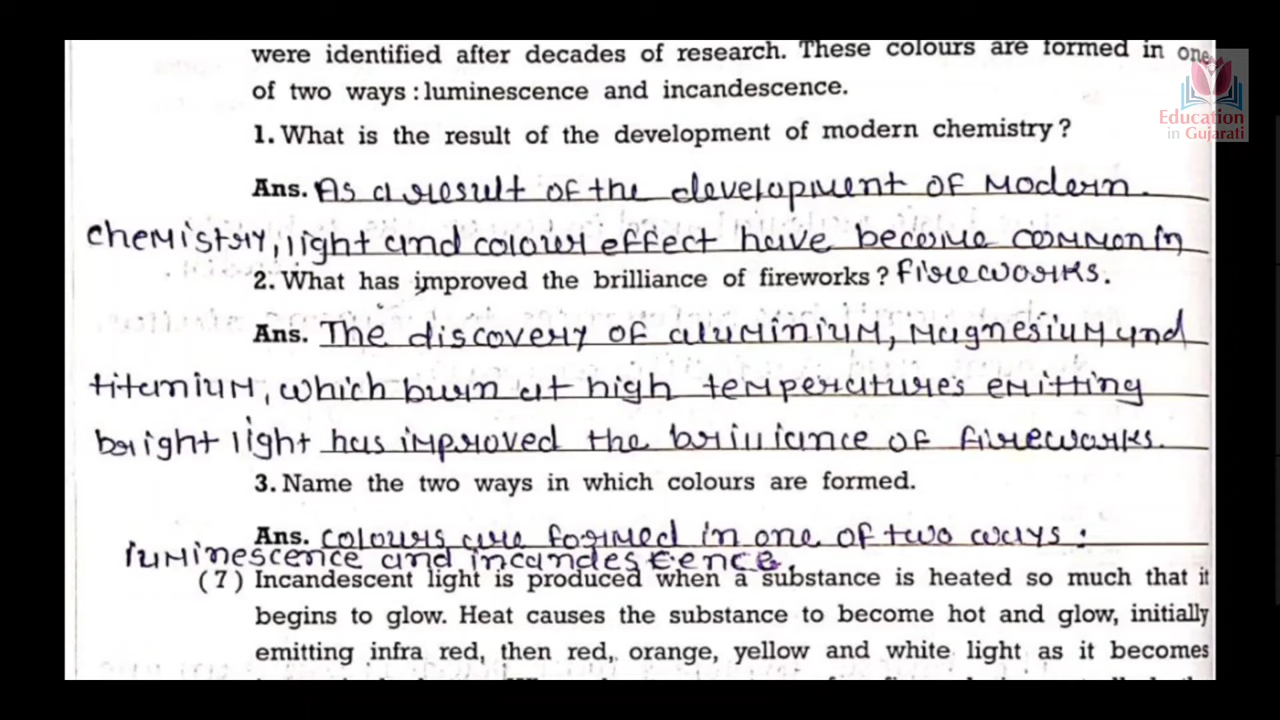 were identified after decades of research. These colours are formed in one
of two ways : luminescence and incandescence.
Education
in Gujarati
1. What is the result of the development of modern chemistry ?
Ans. As a result of the development of modern
chemistry, light and colour effect have become common in
2. What has improved the brilliance of fireworks ? fireworks.
Ans. The discovery of aluminium, magnesium and
titanium, which burn at high temperatures emitting
bright light has improved the brilliance of fireworks.
3. Name the two ways in which colours are formed.
Ans. colours are formed in one of two ways :
luminescence and incandescence.
(7) Incandescent light is produced when a substance is heated so much that it
begins to glow. Heat causes the substance to become hot and glow, initially
emitting infra red, then red, orange, yellow and white light as it becomes